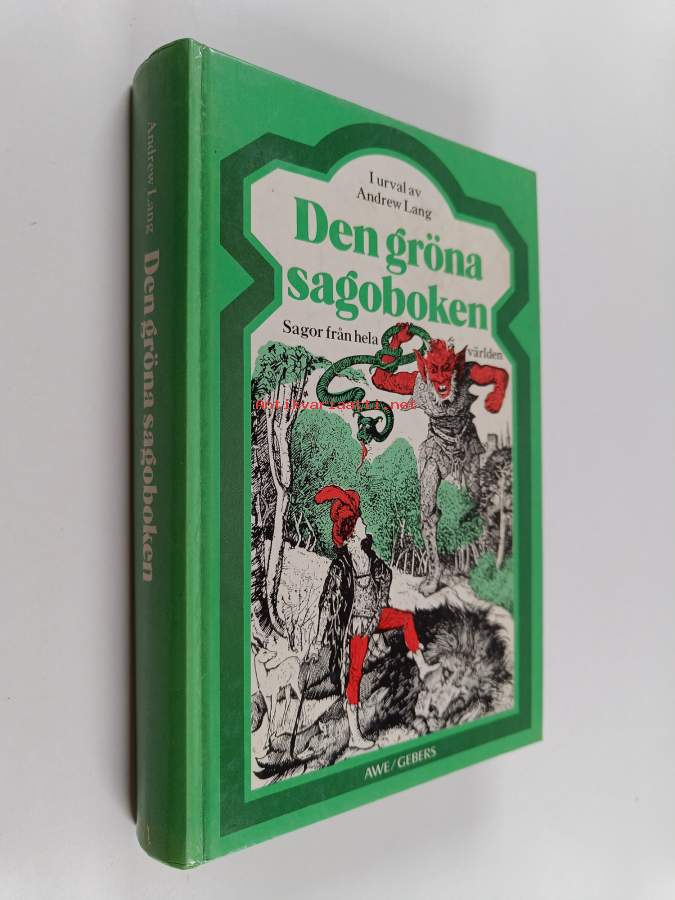 Andrew Lang Den gröna sagoboken
I urval av
Andrew Lang
Den gröna
sagoboken
Sagor från hela världen
Antikvariaatti.net
AWE/GEBERS